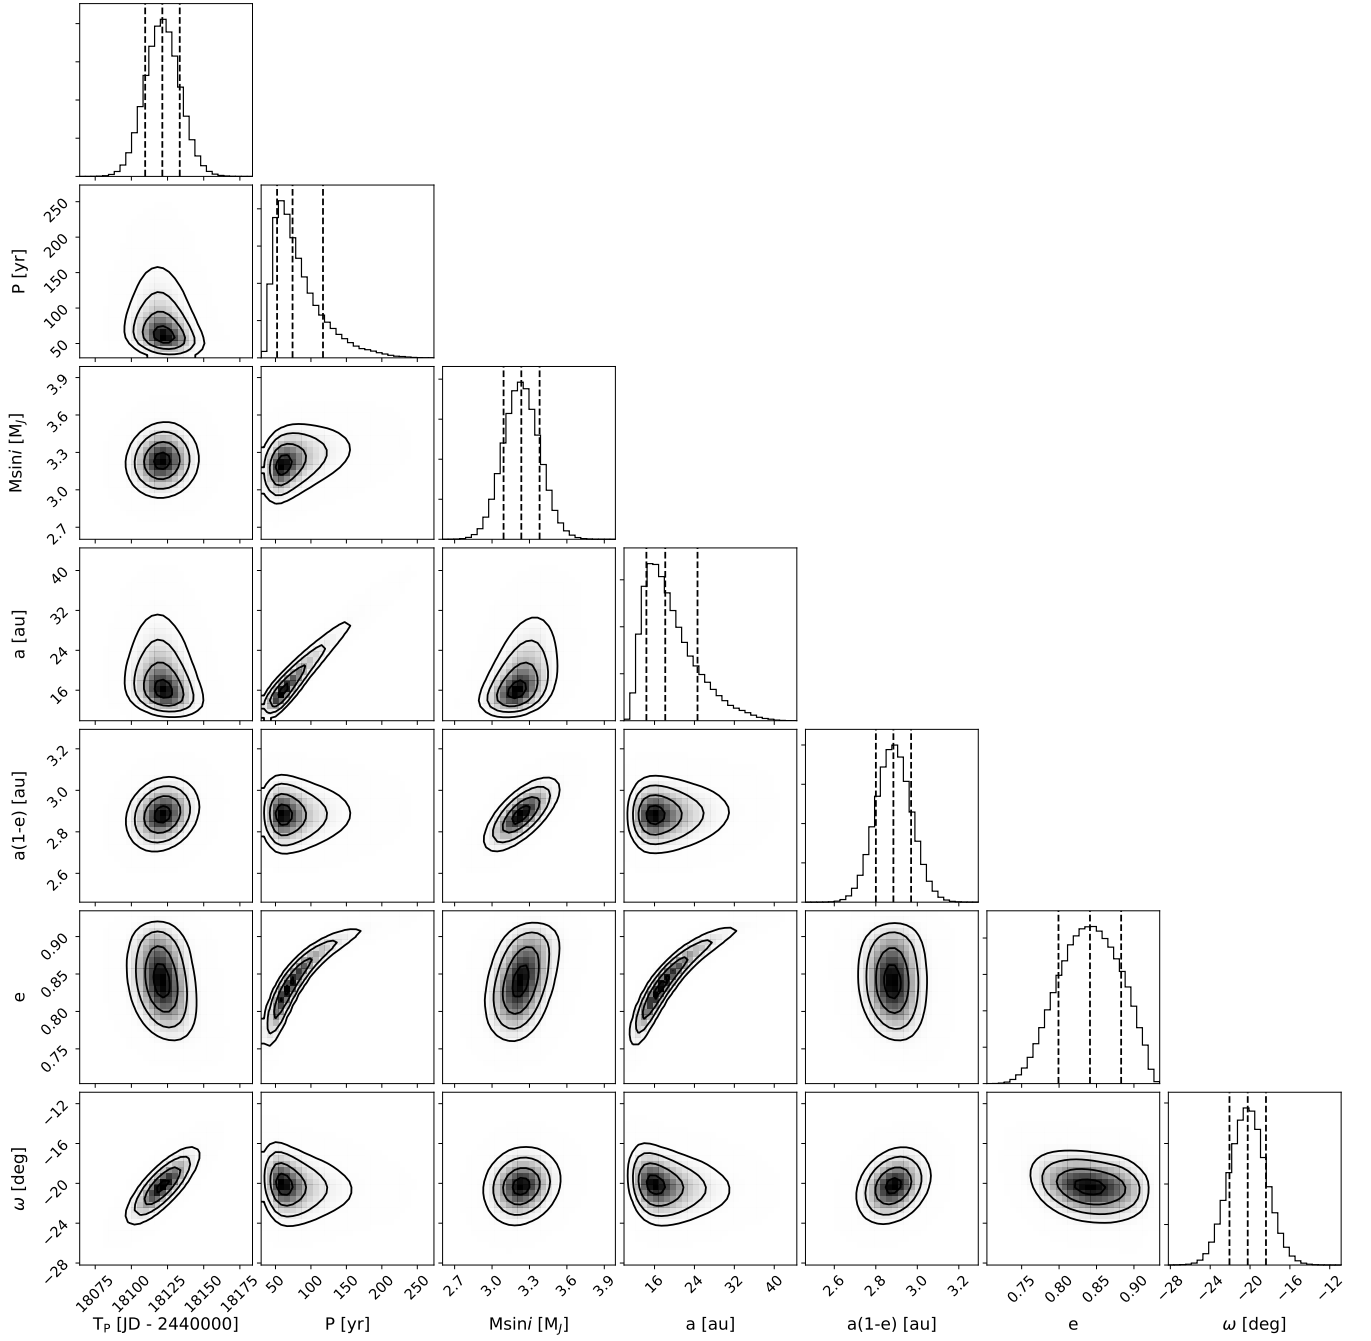 P [yr]
250
200
150
100
50
Msini [M_J]
3.9
3.6
3.3
3.0
2.7
a [au]
40
32
24
16
a(1-e) [au]
3.2
3.0
2.8
2.6
e
0.90
0.85
0.80
0.75
ω [deg]
−12
−16
−20
−24
−28
18075 18100 18125 18150 18175
50 100 150 200 250
2.7 3.0 3.3 3.6 3.9
16 24 32 40
2.6 2.8 3.0 3.2
0.75 0.80 0.85 0.90
−28 −24 −20 −16 −12
T_P [JD - 2440000] P [yr] Msini [M_J] a [au] a(1-e) [au] e ω [deg]